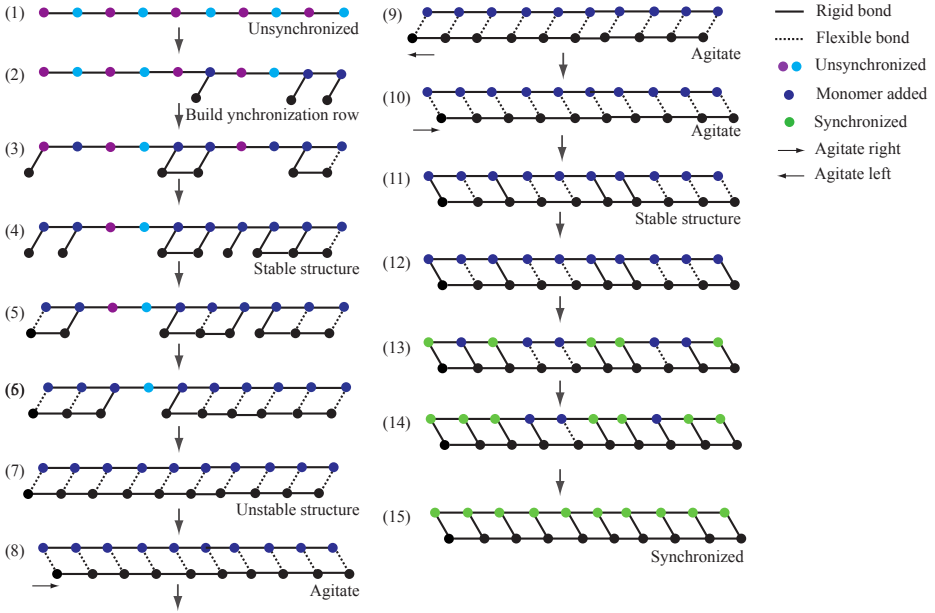 (1)
Unsynchronized
(2)
Build ynchronization row
(3)
(4)
Stable structure
(5)
(6)
(7)
Unstable structure
(8)
Agitate
(9)
Agitate
(10)
Agitate
(11)
Stable structure
(12)
(13)
(14)
(15)
Synchronized
Rigid bond
Flexible bond
Unsynchronized
Monomer added
Synchronized
Agitate right
Agitate left